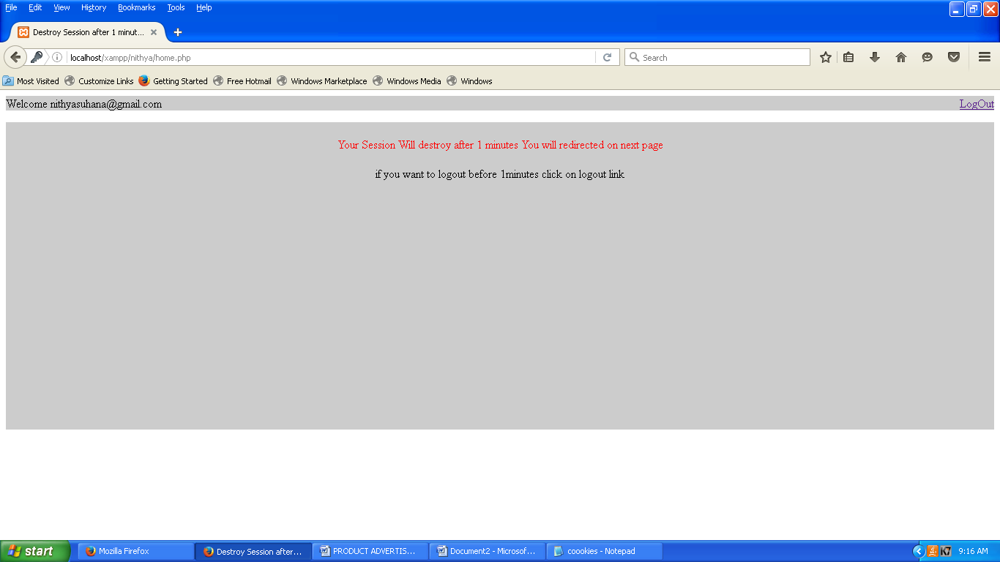 File Edit View History Bookmarks Tools Help
Destroy Session after 1 minut...
localhost/xampp/nithya/home.php
Search
Most Visited Customize Links Getting Started Free Hotmail Windows Marketplace Windows Media Windows
Welcome nithyasuhana@gmail.com LogOut
Your Session Will destroy after 1 minutes You will redirected on next page
if you want to logout before 1minutes click on logout link
start Mozilla Firefox Destroy Session after... PRODUCT ADVERTIS... Document2 - Microsof... coookies - Notepad 9:16 AM